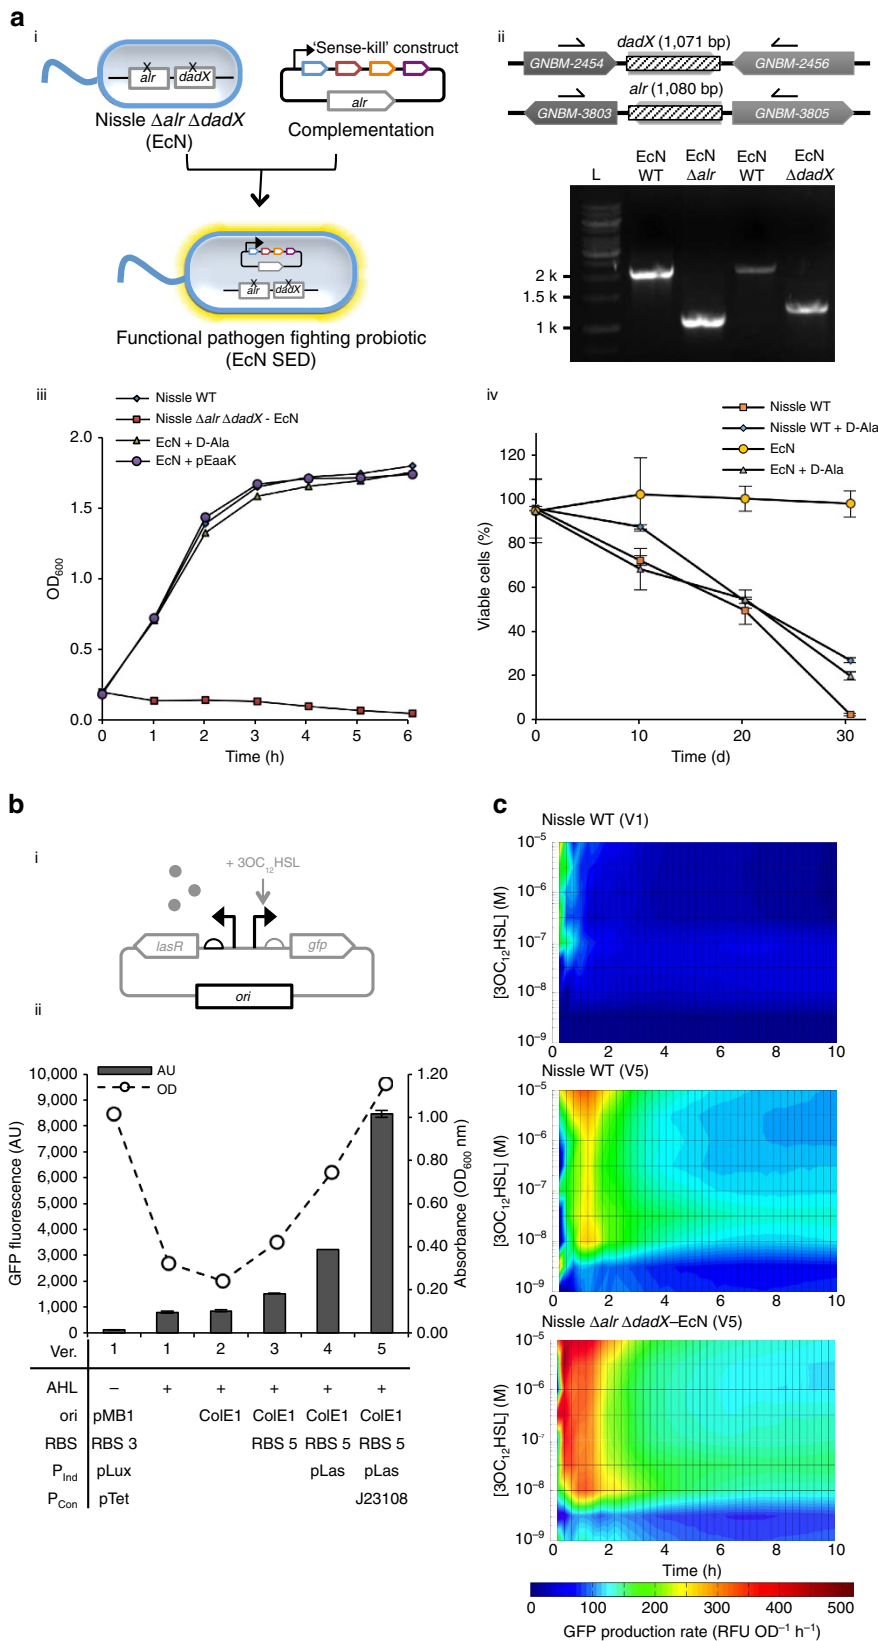 a
i
'Sense-kill' construct
alr
dadX
alr
Nissle Δalr ΔdadX
(EcN)
Complementation
alr
dadX
Functional pathogen fighting probiotic
(EcN SED)
ii
dadX (1,071 bp)
GNBM-2454
GNBM-2456
alr (1,080 bp)
GNBM-3803
GNBM-3805
L
EcN WT
EcN Δalr
EcN WT
EcN ΔdadX
2 k
1.5 k
1 k
iii
Nissle WT
Nissle Δalr ΔdadX - EcN
EcN + D-Ala
EcN + pEaaK
2.0
1.5
1.0
0.5
0.0
OD600
0 1 2 3 4 5 6
Time (h)
iv
Nissle WT
Nissle WT + D-Ala
EcN
EcN + D-Ala
120
100
80
60
40
20
0
Viable cells (%)
0 10 20 30
Time (d)
b
i
+ 3OC12HSL
lasR
gfp
ori
ii
AU
OD
10,000
9,000
8,000
7,000
6,000
5,000
4,000
3,000
2,000
1,000
0
GFP fluorescence (AU)
1.20
1.00
0.80
0.60
0.40
0.20
0.00
Absorbance (OD600 nm)
Ver. 1 1 2 3 4 5
AHL – + + + + +
ori pMB1 ColE1 ColE1 ColE1 ColE1
RBS RBS 3 RBS 5 RBS 5 RBS 5
PInd pLux pLas pLas
PCon pTet J23108
c
Nissle WT (V1)
10⁻⁵
10⁻⁶
10⁻⁷
10⁻⁸
10⁻⁹
[3OC12HSL] (M)
0 2 4 6 8 10
Nissle WT (V5)
10⁻⁵
10⁻⁶
10⁻⁷
10⁻⁸
10⁻⁹
[3OC12HSL] (M)
0 2 4 6 8 10
Nissle Δalr ΔdadX–EcN (V5)
10⁻⁵
10⁻⁶
10⁻⁷
10⁻⁸
10⁻⁹
[3OC12HSL] (M)
0 2 4 6 8 10
Time (h)
0 100 200 300 400 500
GFP production rate (RFU OD⁻¹ h⁻¹)